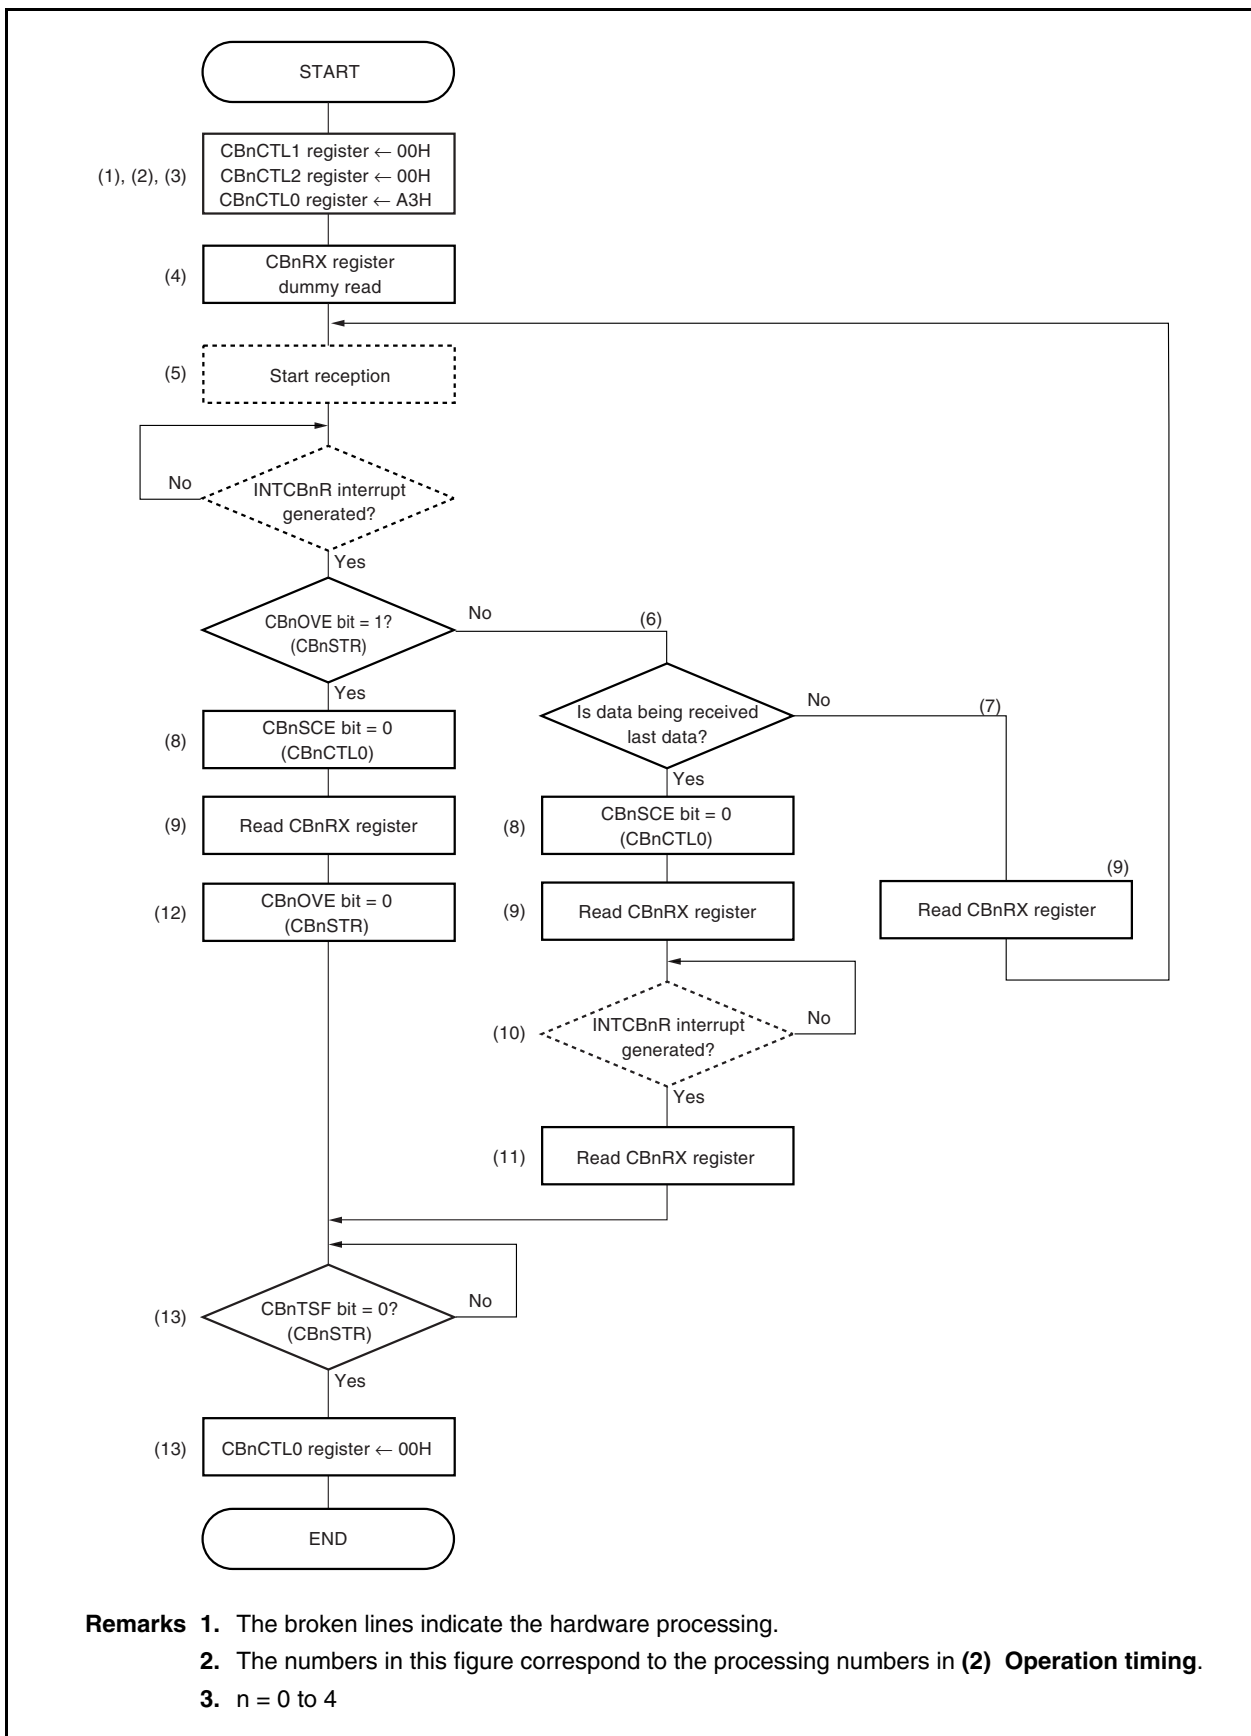 START
(1), (2), (3)
CBnCTL1 register ← 00H
CBnCTL2 register ← 00H
CBnCTL0 register ← A3H
(4)
CBnRX register
dummy read
(5)
Start reception
No
INTCBnR interrupt
generated?
Yes
CBnOVE bit = 1?
(CBnSTR)
No
(6)
Yes
Is data being received
last data?
No
(7)
Yes
(8)
CBnSCE bit = 0
(CBnCTL0)
(8)
CBnSCE bit = 0
(CBnCTL0)
(9)
Read CBnRX register
(9)
Read CBnRX register
(9)
Read CBnRX register
(12)
CBnOVE bit = 0
(CBnSTR)
(10)
INTCBnR interrupt
generated?
No
Yes
(11)
Read CBnRX register
(13)
CBnTSF bit = 0?
(CBnSTR)
No
Yes
(13)
CBnCTL0 register ← 00H
END
Remarks 1. The broken lines indicate the hardware processing.
2. The numbers in this figure correspond to the processing numbers in (2) Operation timing.
3. n = 0 to 4